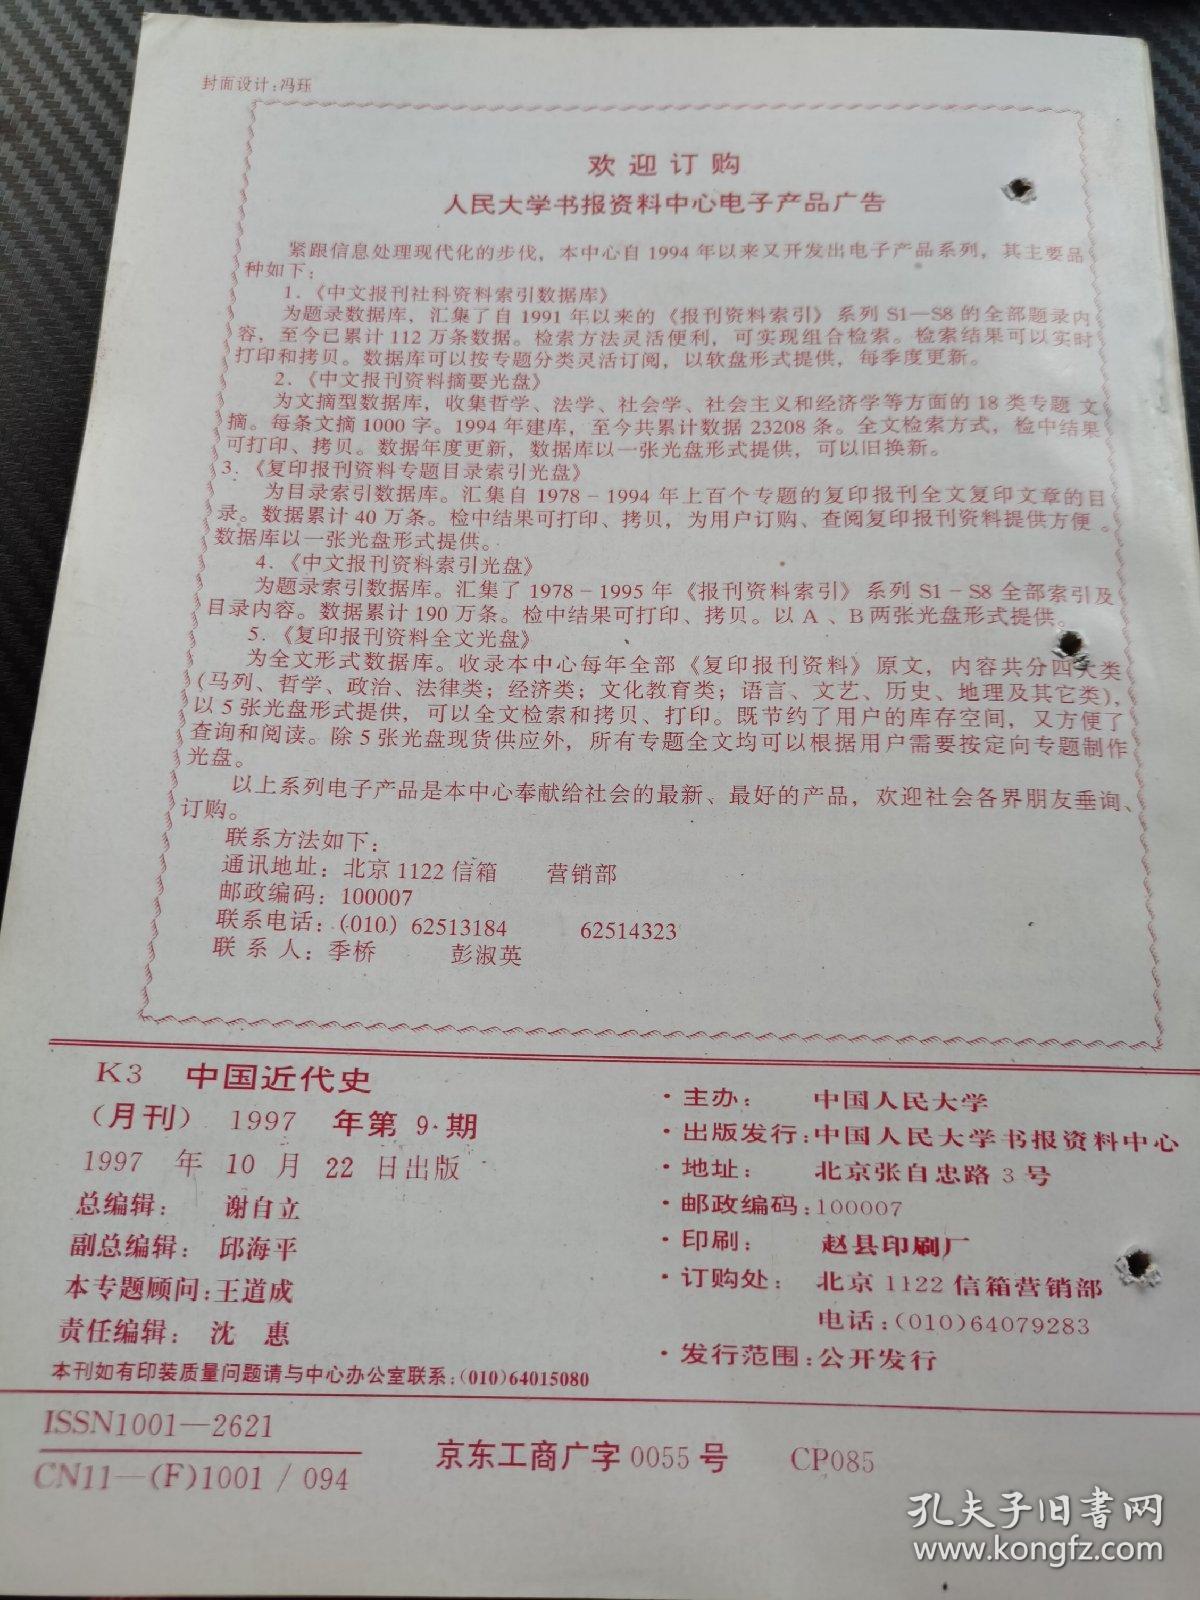 封面设计:冯珏
欢迎订购
人民大学书报资料中心电子产品广告
紧跟信息处理现代化的步伐，本中心自1994年以来又开发出电子产品系列，其主要品
种如下：
1.《中文报刊社科资料索引数据库》
为题录数据库，汇集了自1991年以来的《报刊资料索引》系列S1—S8的全部题录内
容，至今已累计112万条数据。检索方法灵活便利，可实现组合检索。检索结果可以实时
打印和拷贝。数据库可以按专题分类灵活订阅，以软盘形式提供，每季度更新。
2.《中文报刊资料摘要光盘》
为文摘型数据库，收集哲学、法学、社会学、社会主义和经济学等方面的18类专题 文
摘。每条文摘1000字。1994年建库，至今共累计数据23208条。全文检索方式，检中结果
可打印、拷贝。数据年度更新，数据库以一张光盘形式提供，可以旧换新。
3.《复印报刊资料专题目录索引光盘》
为目录索引数据库。汇集自1978－1994年上百个专题的复印报刊全文复印文章的目
录。数据累计40万条。检中结果可打印、拷贝，为用户订购、查阅复印报刊资料提供方便。
数据库以一张光盘形式提供。
4.《中文报刊资料索引光盘》
为题录索引数据库。汇集了1978－1995年《报刊资料索引》系列S1－S8全部索引及
目录内容。数据累计190万条。检中结果可打印、拷贝。以A、B两张光盘形式提供。
5.《复印报刊资料全文光盘》
为全文形式数据库。收录本中心每年全部《复印报刊资料》原文，内容共分四大类
(马列、哲学、政治、法律类；经济类；文化教育类；语言、文艺、历史、地理及其它类)，
以5张光盘形式提供，可以全文检索和拷贝、打印。既节约了用户的库存空间，又方便了
查询和阅读。除5张光盘现货供应外，所有专题全文均可以根据用户需要按定向专题制作
光盘。
以上系列电子产品是本中心奉献给社会的最新、最好的产品，欢迎社会各界朋友垂询、
订购。
联系方法如下：
通讯地址：北京1122信箱 营销部
邮政编码：100007
联系电话：(010) 62513184 62514323
联 系 人：季桥 彭淑英
K3 中国近代史
(月刊) 1997 年第 9 期
1997 年 10 月 22 日出版
总编辑： 谢自立
副总编辑： 邱海平
本专题顾问：王道成
责任编辑： 沈 惠
本刊如有印装质量问题请与中心办公室联系：(010)64015080
·主办： 中国人民大学
·出版发行：中国人民大学书报资料中心
·地址： 北京张自忠路 3 号
·邮政编码：100007
·印刷： 赵县印刷厂
·订购处： 北京1122信箱营销部
电话：(010)64079283
·发行范围：公开发行
ISSN1001—2621
CN11—(F)1001 / 094
京东工商广字 0055 号 CP085
孔夫子旧书网
www.kongfz.com